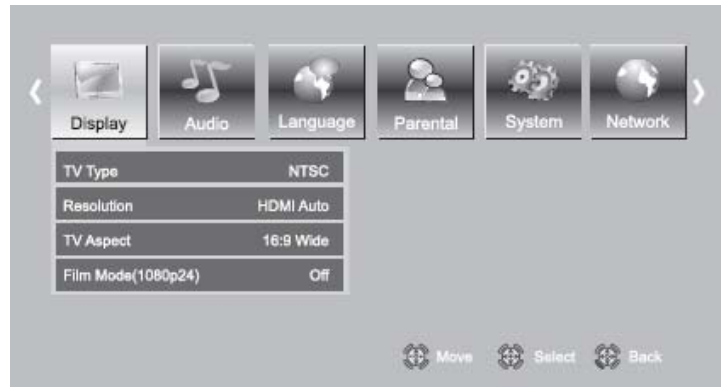 Display Audio Language Parental System Network
TV Type NTSC
Resolution HDMI Auto
TV Aspect 16:9 Wide
Film Mode(1080p24) Off
Move Select Back